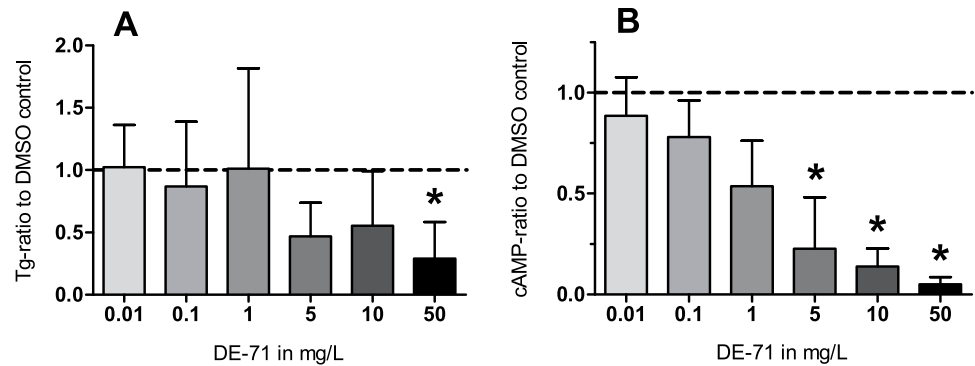 A
Tg-ratio to DMSO control
2.0
1.5
1.0
0.5
0.0
*
0.01 0.1 1 5 10 50
DE-71 in mg/L
B
cAMP-ratio to DMSO control
1.0
0.5
0.0
* * *
0.01 0.1 1 5 10 50
DE-71 in mg/L